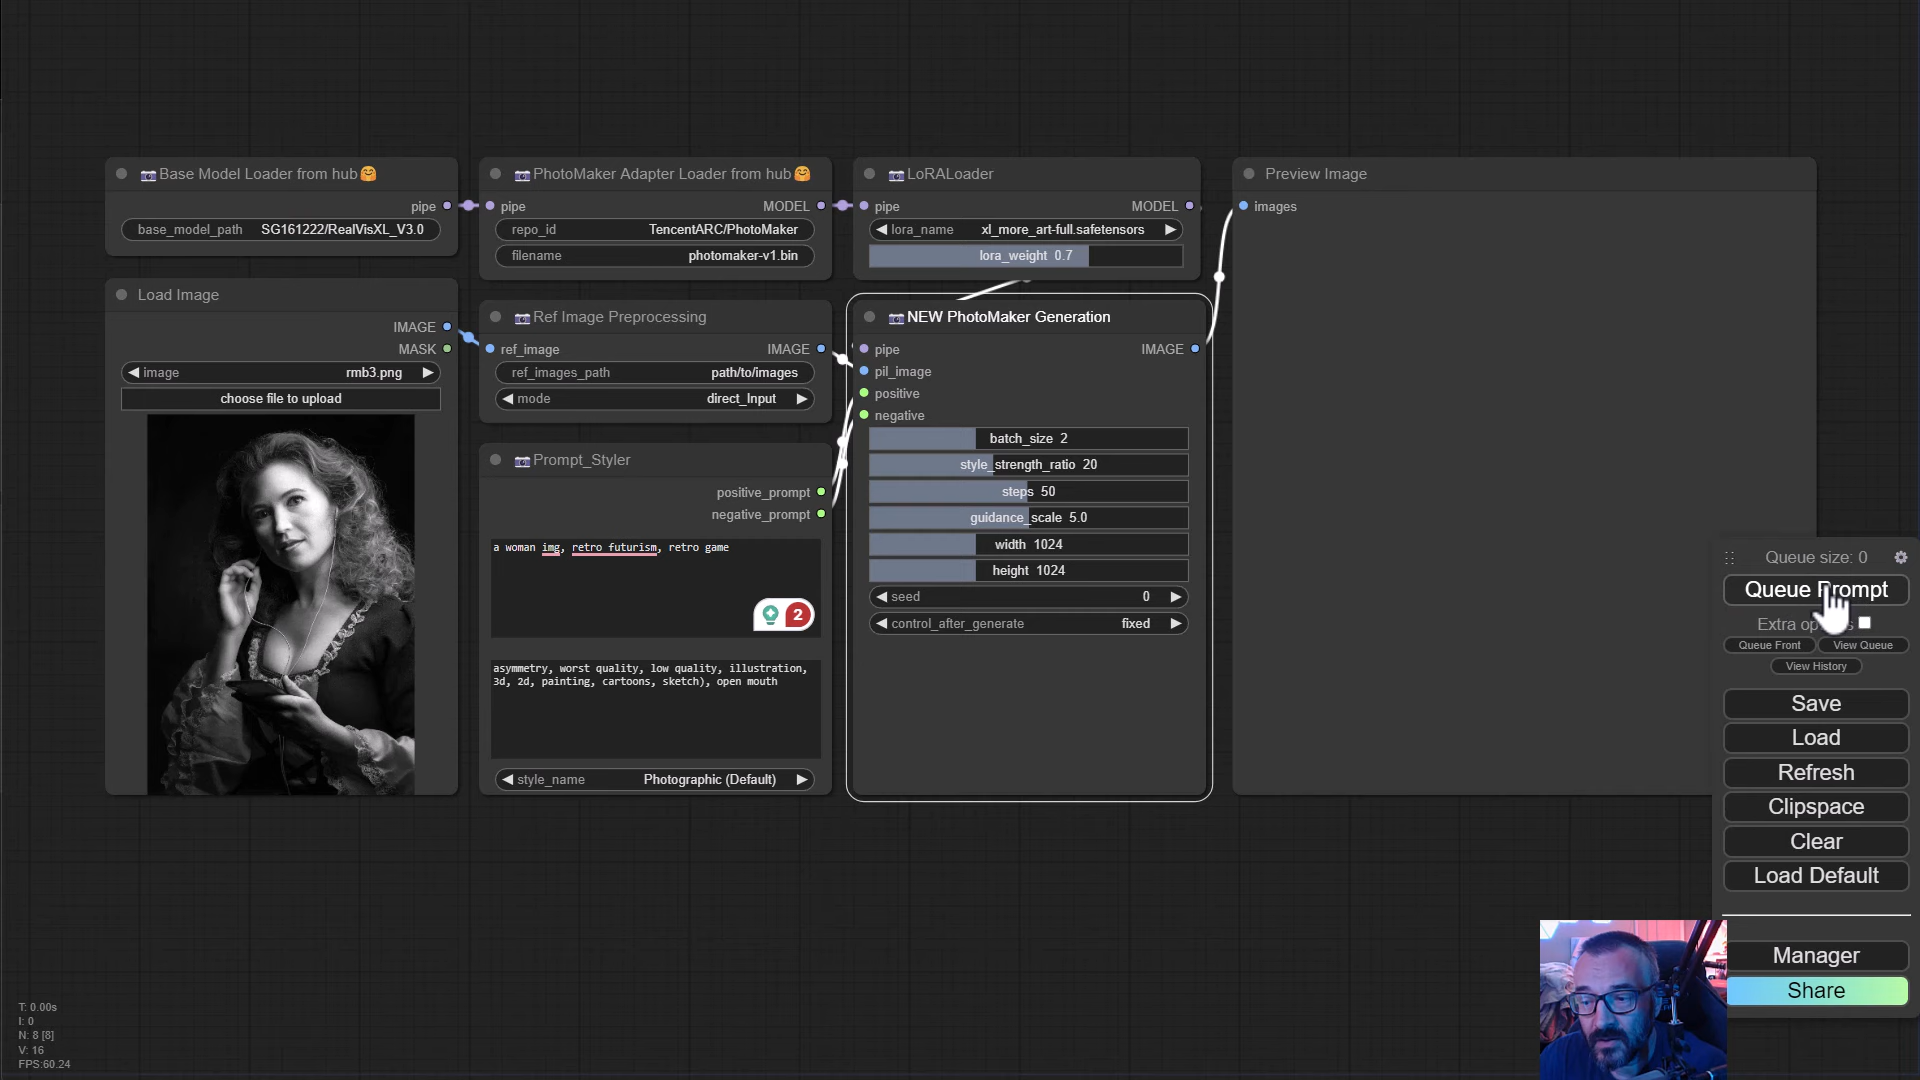 Base Model Loader from hub🤗
pipe
base_model_path SG161222/RealVisXL_V3.0
Load Image
IMAGE
MASK
image rmb3.png
choose file to upload
PhotoMaker Adapter Loader from hub🤗
pipe MODEL
repo_id TencentARC/PhotoMaker
filename photomaker-v1.bin
Ref Image Preprocessing
ref_image IMAGE
ref_images_path path/to/images
mode direct_Input
Prompt_Styler
positive_prompt
negative_prompt
a woman img, retro futurism, retro game
2
asymmetry, worst quality, low quality, illustration,
3d, 2d, painting, cartoons, sketch), open mouth
style_name Photographic (Default)
LoRALoader
pipe MODEL
lora_name xl_more_art-full.safetensors
lora_weight 0.7
NEW PhotoMaker Generation
pipe IMAGE
pil_image
positive
negative
batch_size 2
style_strength_ratio 20
steps 50
guidance_scale 5.0
width 1024
height 1024
seed 0
control_after_generate fixed
Preview Image
images
Queue size: 0
Queue Prompt
Extra
Queue Front View Queue
View History
Save
Load
Refresh
Clipspace
Clear
Load Default
Manager
Share
T: 0.00s
I: 0
N: 8 [8]
V: 16
FPS:60.24